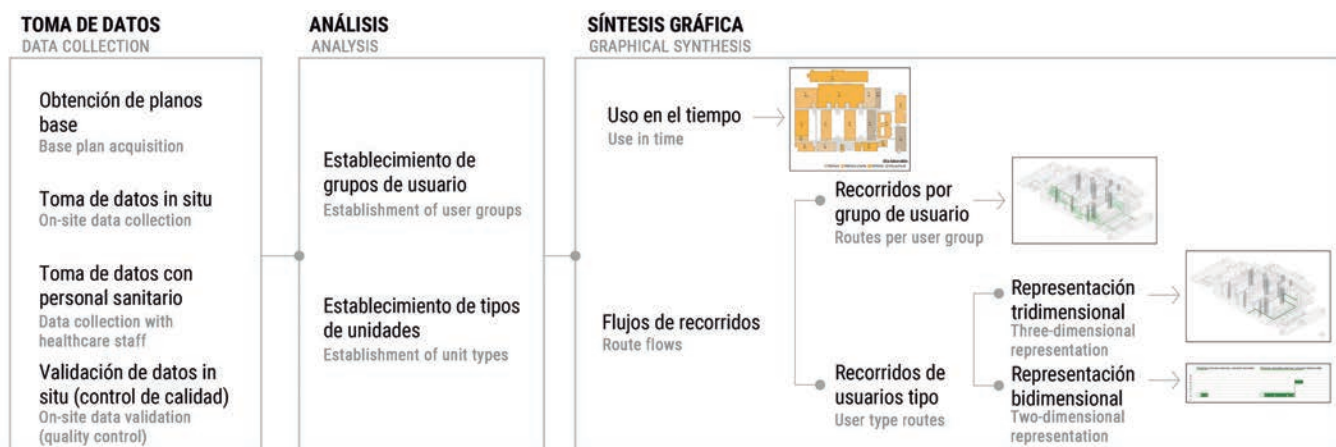 TOMA DE DATOS
DATA COLLECTION
Obtención de planos
base
Base plan acquisition
Toma de datos in situ
On-site data collection
Toma de datos con
personal sanitario
Data collection with
healthcare staff
Validación de datos in
situ (control de calidad)
On-site data validation
(quality control)
ANÁLISIS
ANALYSIS
Establecimiento de
grupos de usuario
Establishment of user groups
Establecimiento de tipos
de unidades
Establishment of unit types
SÍNTESIS GRÁFICA
GRAPHICAL SYNTHESIS
Uso en el tiempo
Use in time
Flujos de recorridos
Route flows
Recorridos por
grupo de usuario
Routes per user group
Recorridos de
usuarios tipo
User type routes
Representación
tridimensional
Three-dimensional
representation
Representación
bidimensional
Two-dimensional
representation